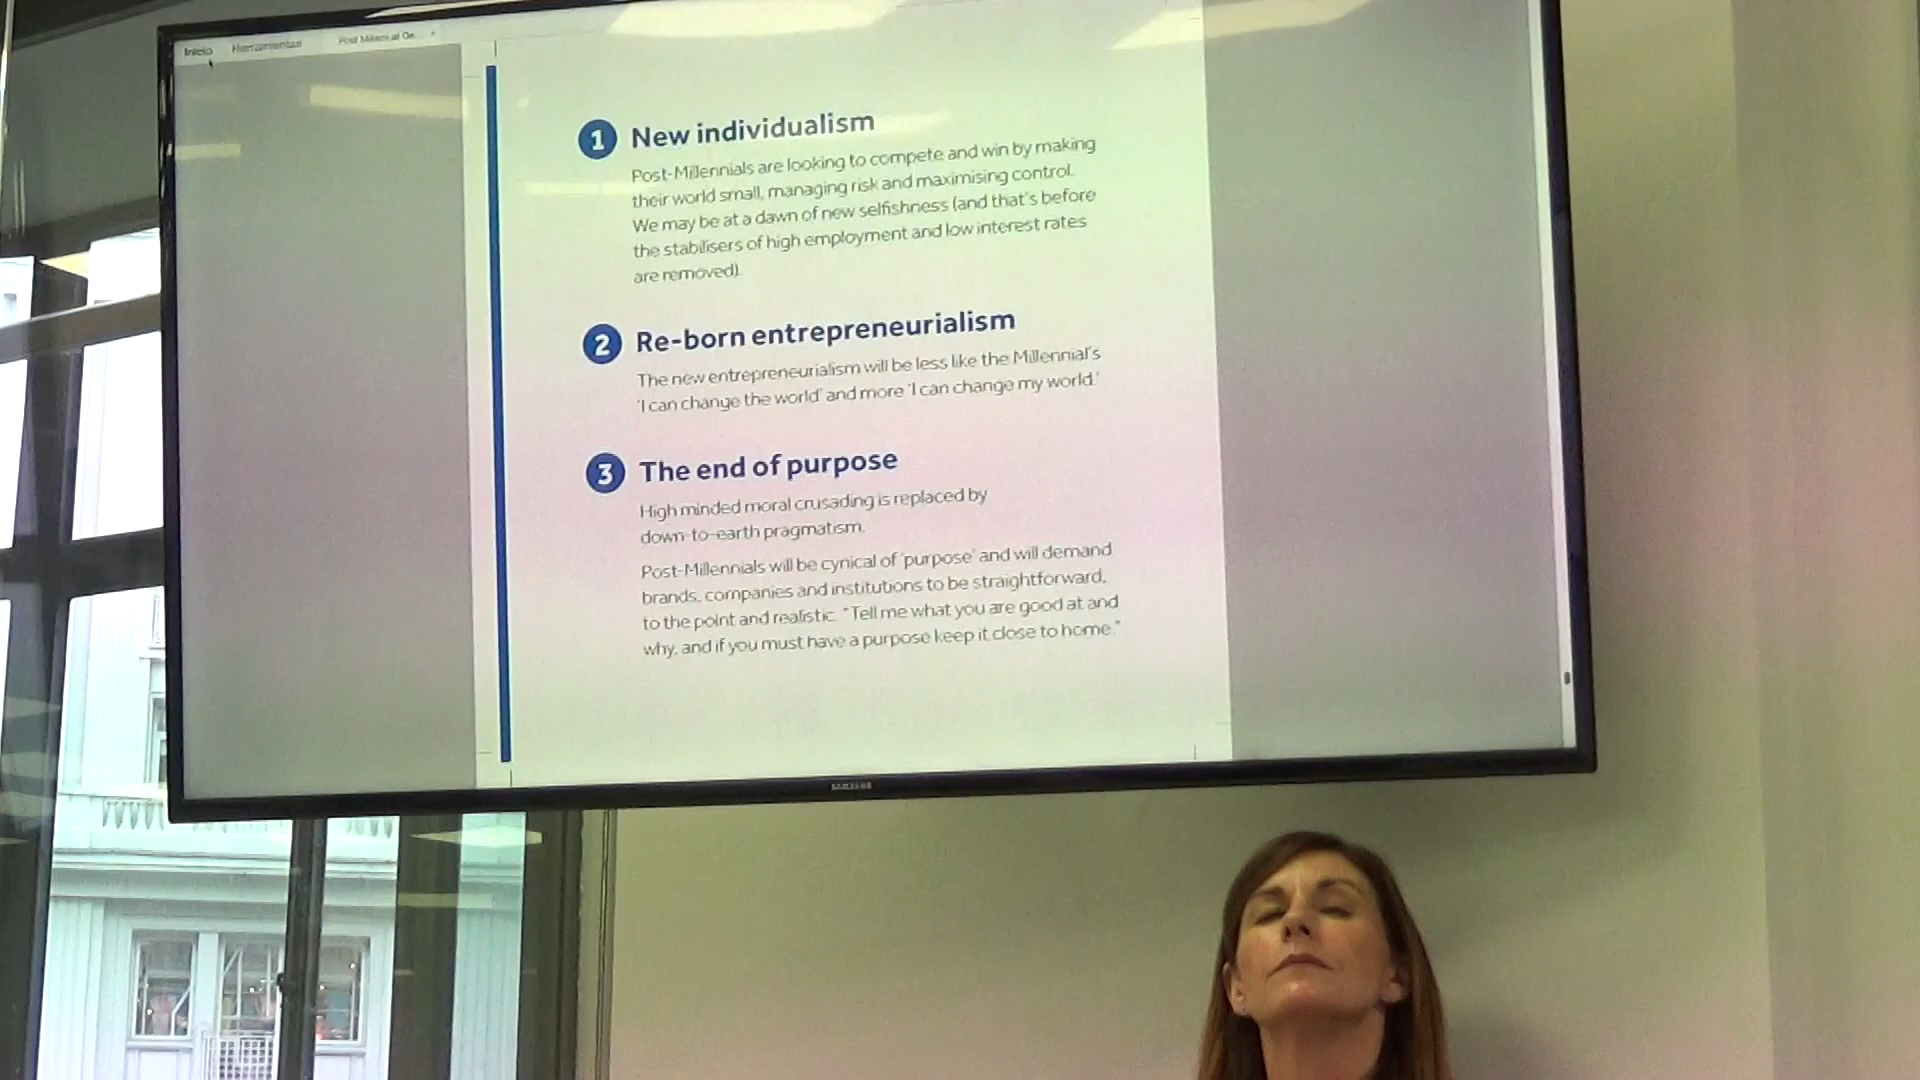 Inicio
Herramientas
Post Millennial Ge...
1 New individualism
Post-Millennials are looking to compete and win by making
their world small, managing risk and maximising control.
We may be at a dawn of new selfishness (and that's before
the stabilisers of high employment and low interest rates
are removed).
2 Re-born entrepreneurialism
The new entrepreneurialism will be less like the Millennial's
'I can change the world' and more 'I can change my world.'
3 The end of purpose
High minded moral crusading is replaced by
down-to-earth pragmatism.
Post-Millennials will be cynical of 'purpose' and will demand
brands, companies and institutions to be straightforward,
to the point and realistic. "Tell me what you are good at and
why, and if you must have a purpose keep it close to home."
SAMSUNG